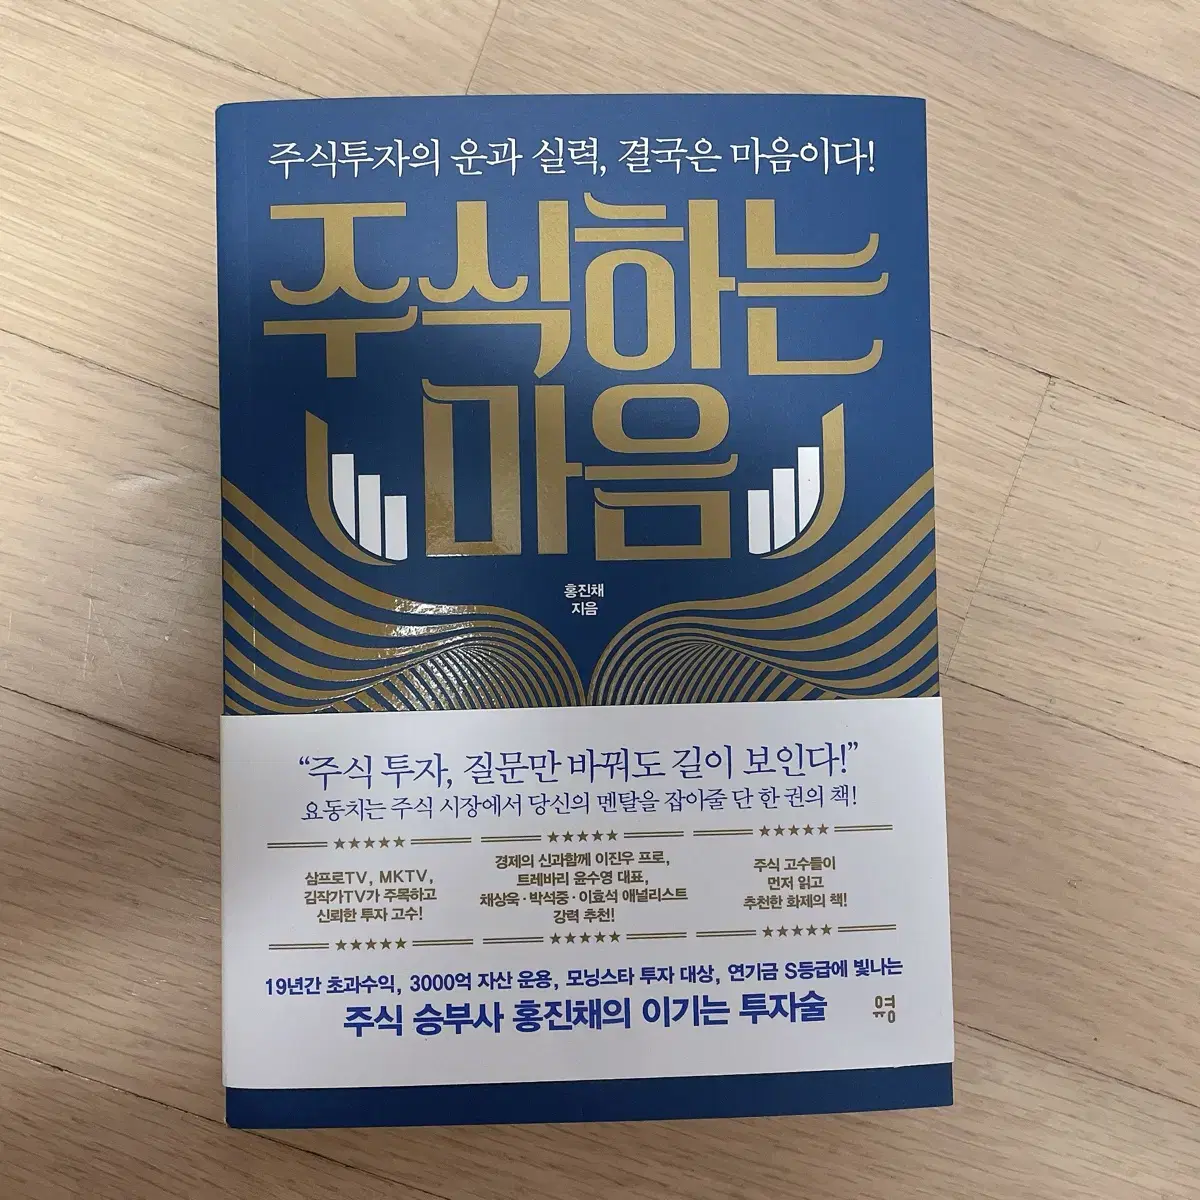 주식투자의 운과 실력, 결국은 마음이다!
주식하는
마음
홍진채
지음
“주식 투자, 질문만 바꿔도 길이 보인다!”
요동치는 주식 시장에서 당신의 멘탈을 잡아줄 단 한 권의 책!
삼프로TV, MKTV,
김작가TV가 주목하고
신뢰한 투자 고수!
경제의 신과함께 이진우 프로,
트레바리 윤수영 대표,
채상욱·박석중·이효석 애널리스트
강력 추천!
주식 고수들이
먼저 읽고
추천한 화제의 책!
19년간 초과수익, 3000억 자산 운용, 모닝스타 투자 대상, 연기금 S등급에 빛나는
주식 승부사 홍진채의 이기는 투자술